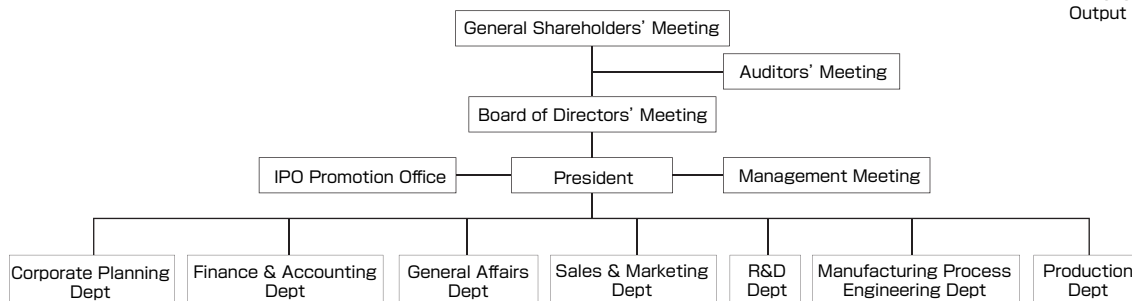 Output
General Shareholders’ Meeting
Auditors’ Meeting
Board of Directors’ Meeting
IPO Promotion Office
President
Management Meeting
Corporate Planning
Dept
Finance & Accounting
Dept
General Affairs
Dept
Sales & Marketing
Dept
R&D
Dept
Manufacturing Process
Engineering Dept
Production
Dept